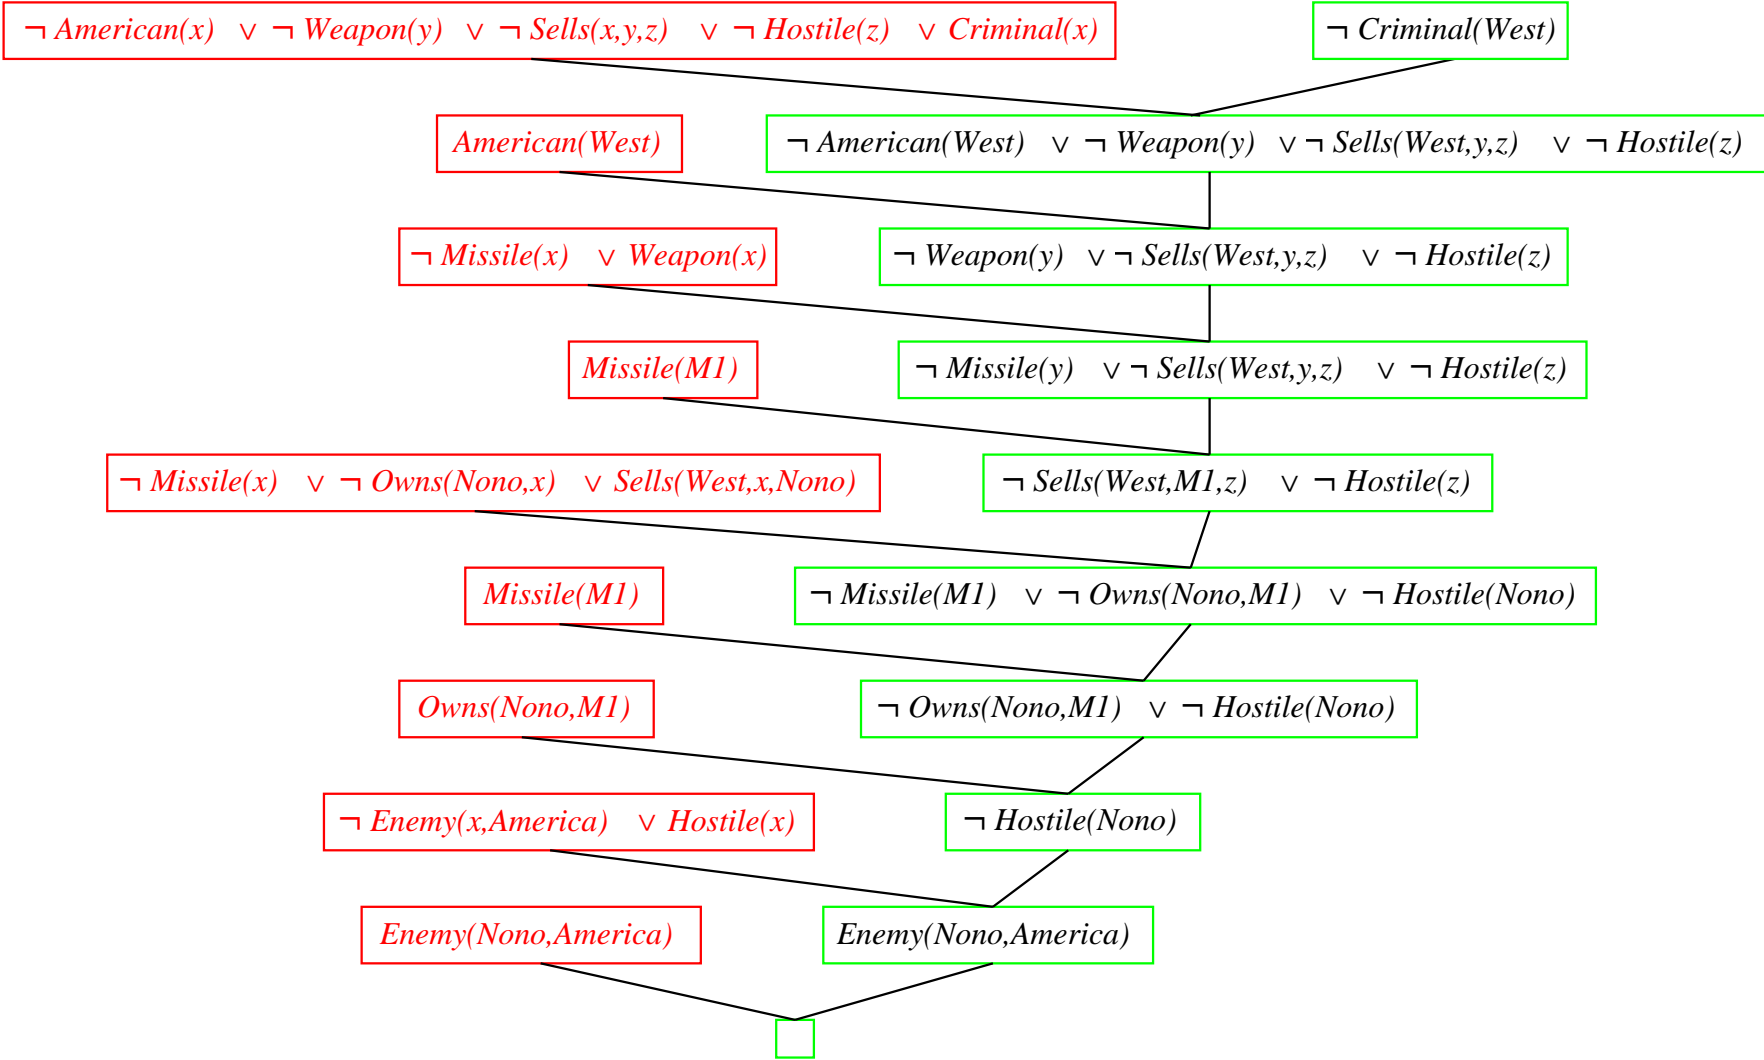 ¬ American(x) ∨ ¬ Weapon(y) ∨ ¬ Sells(x,y,z) ∨ ¬ Hostile(z) ∨ Criminal(x)
¬ Criminal(West)
American(West)
¬ American(West) ∨ ¬ Weapon(y) ∨ ¬ Sells(West,y,z) ∨ ¬ Hostile(z)
¬ Missile(x) ∨ Weapon(x)
¬ Weapon(y) ∨ ¬ Sells(West,y,z) ∨ ¬ Hostile(z)
Missile(M1)
¬ Missile(y) ∨ ¬ Sells(West,y,z) ∨ ¬ Hostile(z)
¬ Missile(x) ∨ ¬ Owns(Nono,x) ∨ Sells(West,x,Nono)
¬ Sells(West,M1,z) ∨ ¬ Hostile(z)
Missile(M1)
¬ Missile(M1) ∨ ¬ Owns(Nono,M1) ∨ ¬ Hostile(Nono)
Owns(Nono,M1)
¬ Owns(Nono,M1) ∨ ¬ Hostile(Nono)
¬ Enemy(x,America) ∨ Hostile(x)
¬ Hostile(Nono)
Enemy(Nono,America)
Enemy(Nono,America)